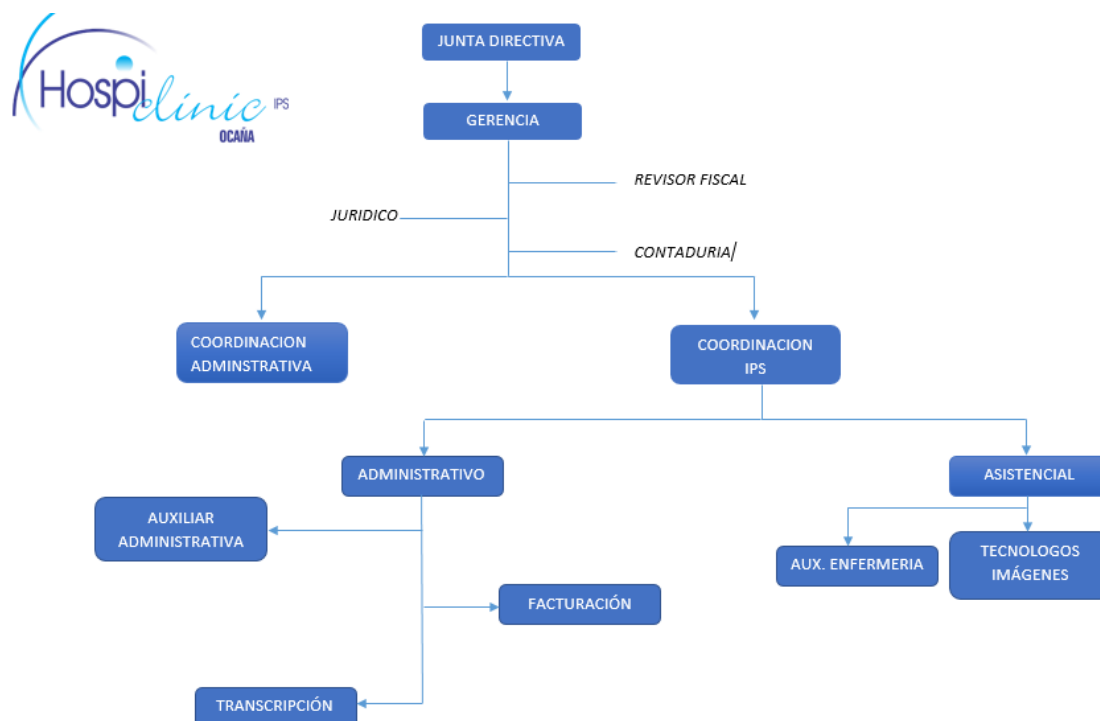 JUNTA DIRECTIVA
Hospiclinic IPS
OCAÑA
GERENCIA
REVISOR FISCAL
JURIDICO
CONTADURIA/
COORDINACION
ADMINSTRATIVA
COORDINACION
IPS
ADMINISTRATIVO
ASISTENCIAL
AUXILIAR
ADMINISTRATIVA
AUX. ENFERMERIA
TECNOLOGOS
IMÁGENES
FACTURACIÓN
TRANSCRIPCIÓN